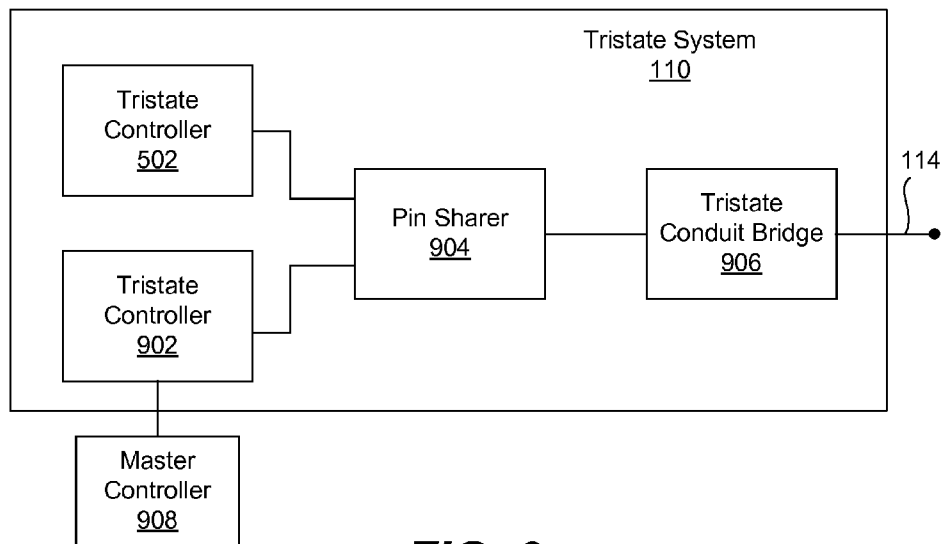 Tristate System
110
Tristate
Controller
502
114
Pin Sharer
904
Tristate
Conduit Bridge
906
Tristate
Controller
902
Master
Controller
908